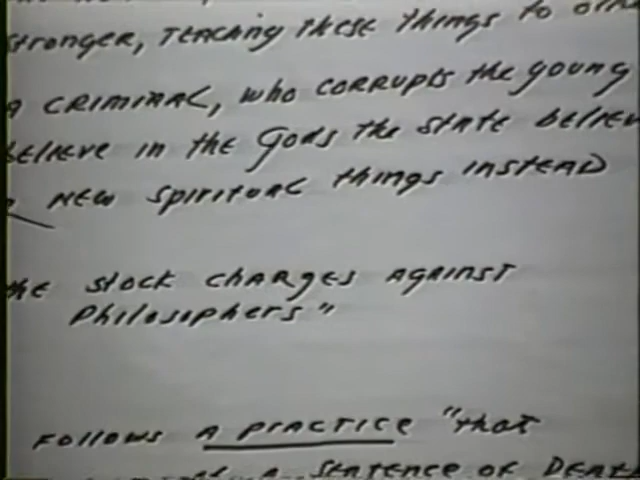 stronger, TEACHING these things to
A CRIMINAL, who CORRUPTS the young
BELIEVE in the Gods the state
NEW spiritual things INSTEAD
the stock CHARGES AGAINST
Philosophers"
FOLLOWS A PRACTICE "that
a SENTENCE OF DEATH